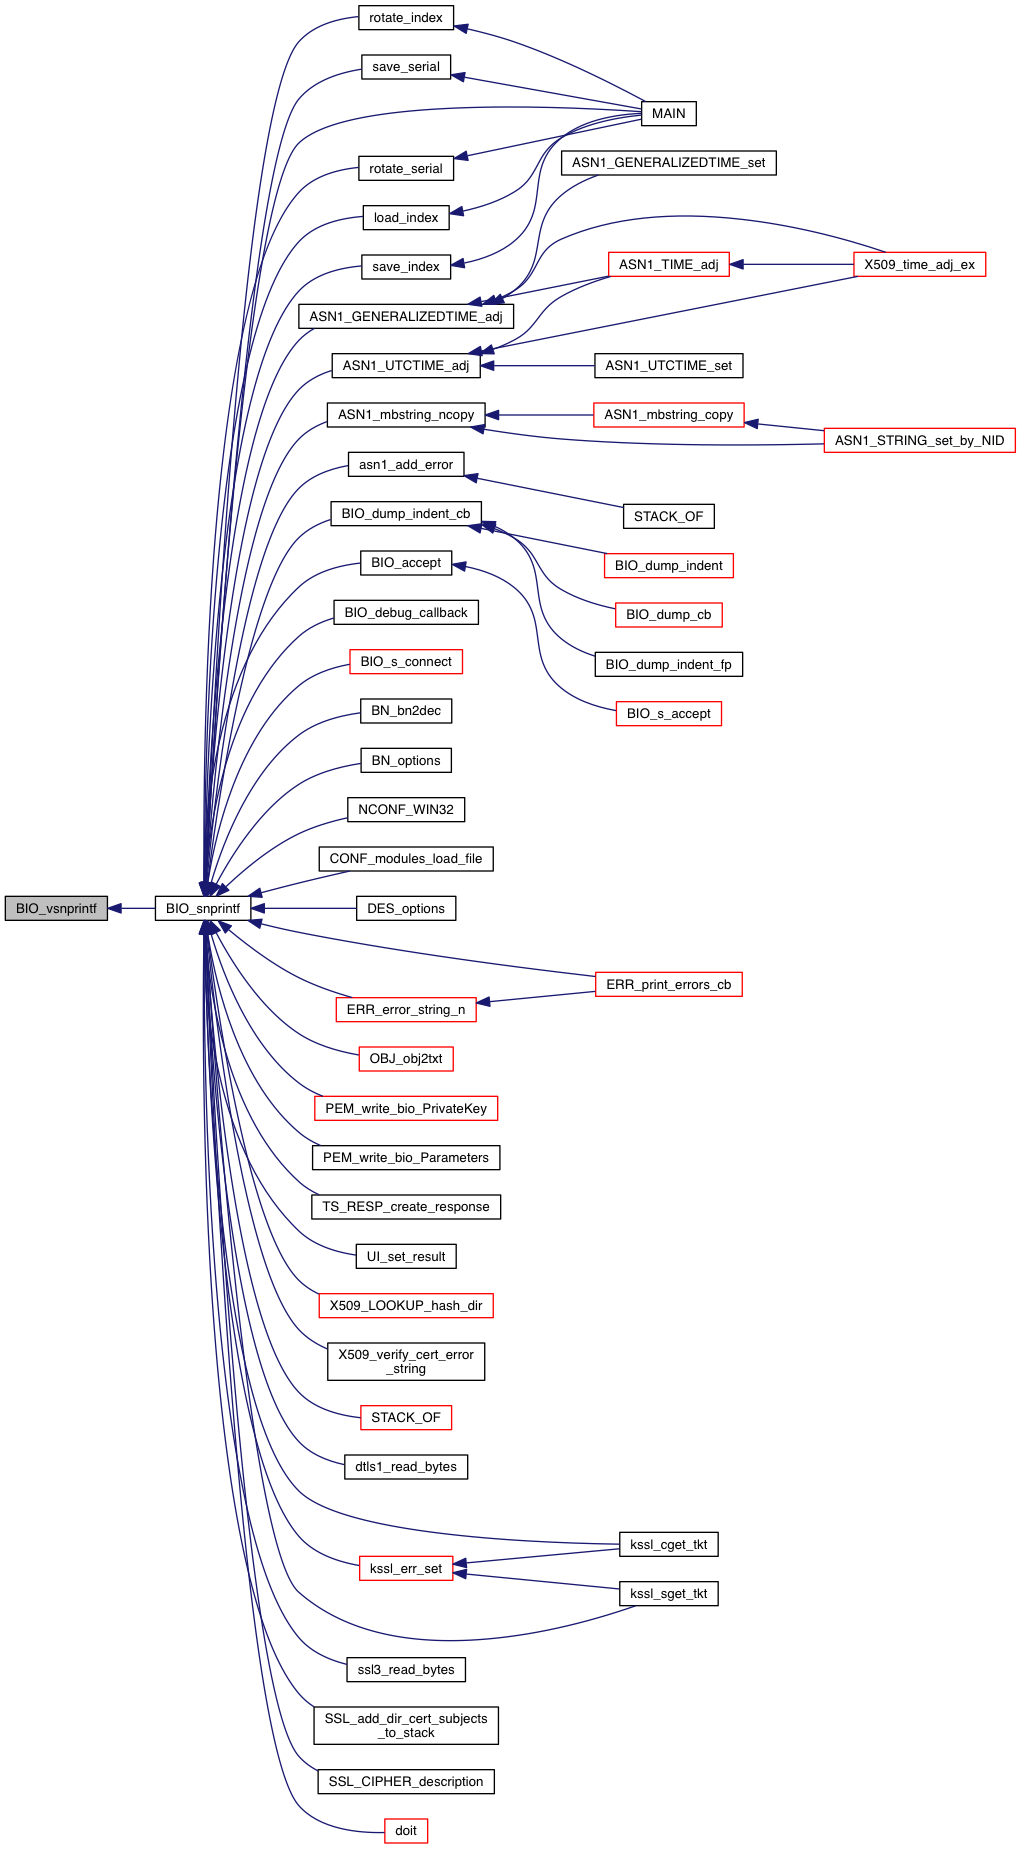 rotate_index
save_serial
MAIN
ASN1_GENERALIZEDTIME_set
rotate_serial
load_index
save_index
ASN1_TIME_adj
X509_time_adj_ex
ASN1_GENERALIZEDTIME_adj
ASN1_UTCTIME_adj
ASN1_UTCTIME_set
ASN1_mbstring_ncopy
ASN1_mbstring_copy
ASN1_STRING_set_by_NID
asn1_add_error
STACK_OF
BIO_dump_indent_cb
BIO_dump_indent
BIO_accept
BIO_dump_cb
BIO_debug_callback
BIO_dump_indent_fp
BIO_s_connect
BIO_s_accept
BN_bn2dec
BN_options
NCONF_WIN32
CONF_modules_load_file
BIO_vsnprintf
BIO_snprintf
DES_options
ERR_print_errors_cb
ERR_error_string_n
OBJ_obj2txt
PEM_write_bio_PrivateKey
PEM_write_bio_Parameters
TS_RESP_create_response
UI_set_result
X509_LOOKUP_hash_dir
X509_verify_cert_error
_string
STACK_OF
dtls1_read_bytes
kssl_cget_tkt
kssl_err_set
kssl_sget_tkt
ssl3_read_bytes
SSL_add_dir_cert_subjects
_to_stack
SSL_CIPHER_description
doit